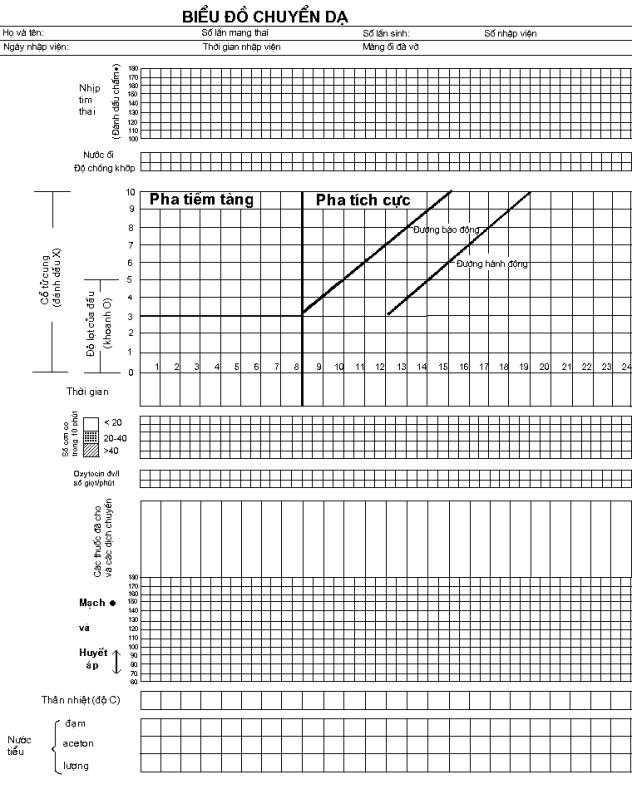 BIỂU ĐỒ CHUYỂN DẠ
Họ và tên: Số lần mang thai Số lần sinh: Số nhập viện
Ngày nhập viện: Thời gian nhập viện Màng ối đã vỡ
Nhịp tim thai
(Đánh dấu chấm●)
180
170
160
150
140
130
120
110
100
Nước ối
Độ chồng khớp
Cổ tử cung
(đánh dấu X)
Độ lọt của đầu
(khoanh O)
Pha tiềm tàng Pha tích cực
Đường báo động
Đường hành động
10
9
8
7
6
5
4
3
2
1
0
1 2 3 4 5 6 7 8 9 10 11 12 13 14 15 16 17 18 19 20 21 22 23 24
Thời gian
Số cơn co
trong 10 phút
< 20
20-40
>40
Oxytocin đv/l
số giọt/phút
Các thuốc đã cho
và các dịch chuyền
Mạch ●
và
Huyết
áp
180
170
160
150
140
130
120
110
100
90
80
70
60
Thân nhiệt (độ C)
Nước
tiểu
đạm
aceton
lượng